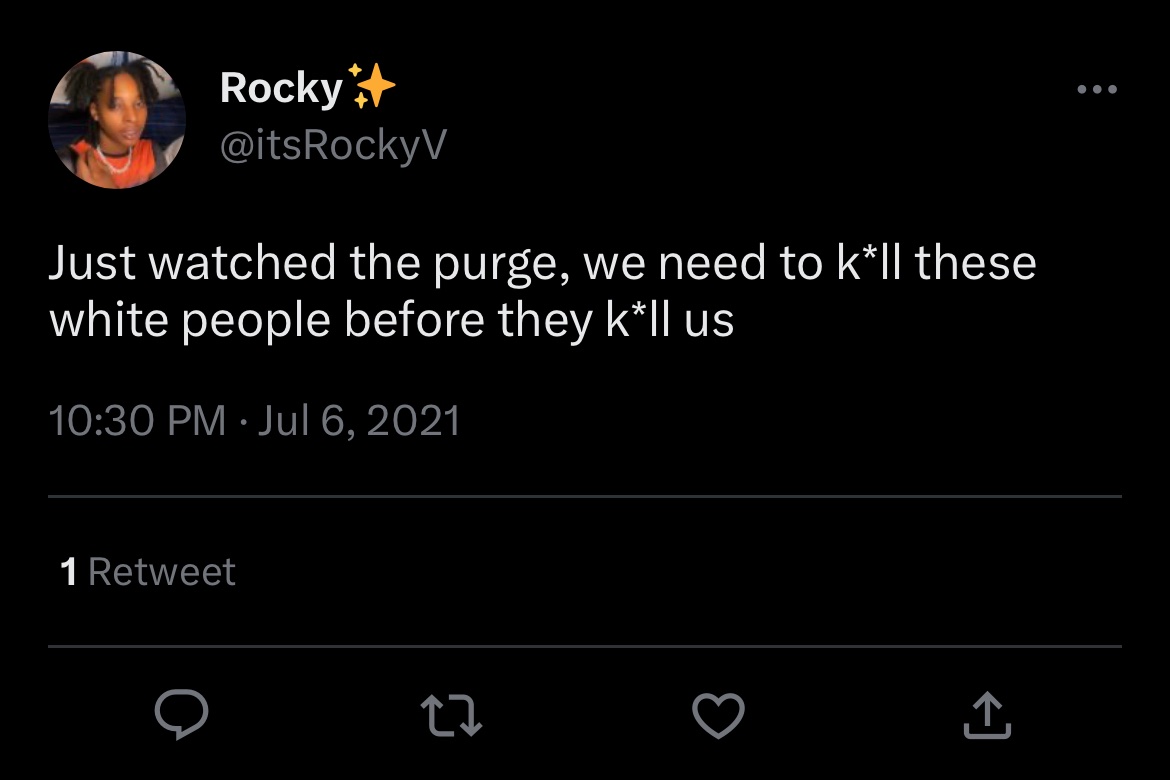 Rocky✨
@itsRockyV
Just watched the purge, we need to k*ll these
white people before they k*ll us
10:30 PM · Jul 6, 2021
1 Retweet